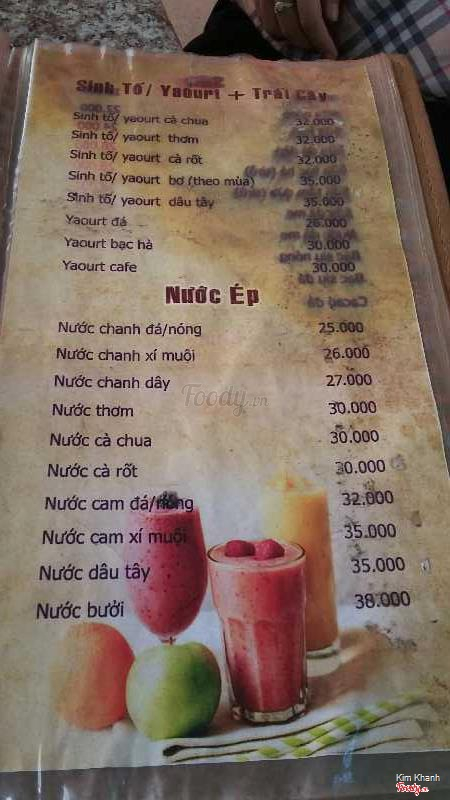 Sinh Tố/ Yaourt + Trái Cây
Sinh tố/ yaourt cà chua 32.000
Sinh tố/ yaourt thơm 32.000
Sinh tố/ yaourt cà rốt 32.000
Sinh tố/ yaourt bơ (theo mùa) 35.000
Sinh tố/ yaourt dâu tây 35.000
Yaourt đá 26.000
Yaourt bạc hà 30.000
Yaourt cafe 30.000
Nước Ép
Nước chanh đá/nóng 25.000
Nước chanh xí muội 26.000
Nước chanh dây 27.000
Foody.vn
Nước thơm 30.000
Nước cà chua 30.000
Nước cà rốt 30.000
Nước cam đá/nóng 32.000
Nước cam xí muội 35.000
Nước dâu tây 35.000
Nước bưởi 38.000
Kim Khanh
Foody.vn